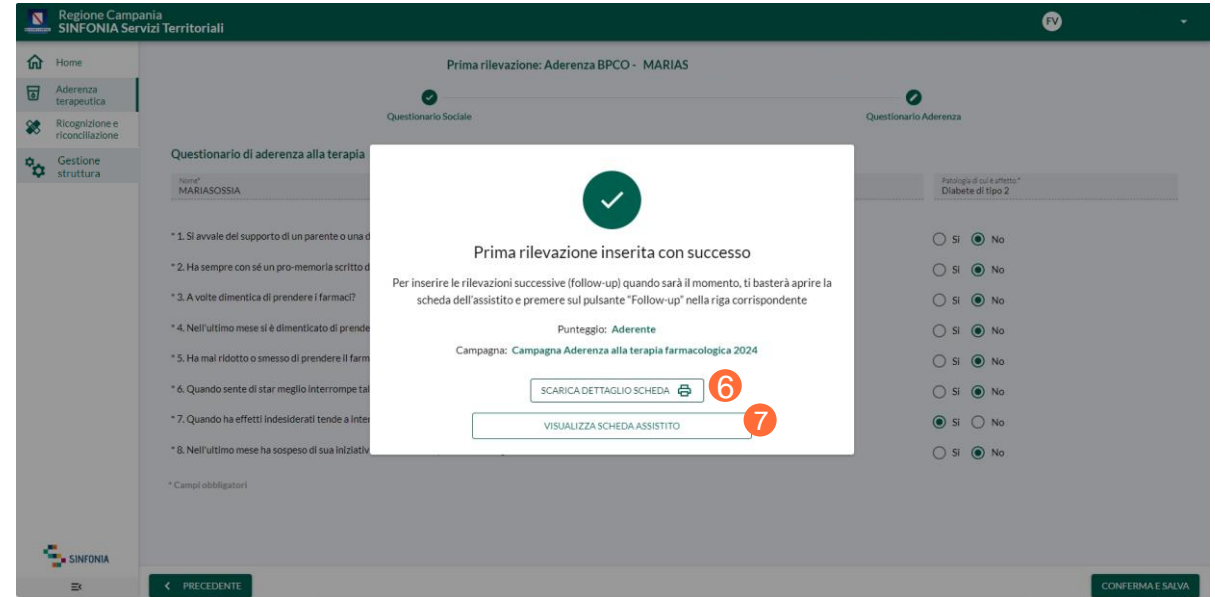 Regione Campania
SINFONIA Servizi Territoriali
FV
Home
Aderenza
terapeutica
Ricognizione e
riconciliazione
Gestione
struttura
Prima rilevazione: Aderenza BPCO - MARIAS
Questionario Sociale
Questionario Aderenza
Questionario di aderenza alla terapia
Nome*
MARIASOSSIA
Patologia di cui è affetto:*
Diabete di tipo 2
* 1. Si avvale del supporto di un parente o una d
Sì No
* 2. Ha sempre con sé un pro-memoria scritto d
Sì No
* 3. A volte dimentica di prendere i farmaci?
Sì No
* 4. Nell'ultimo mese si è dimenticato di prende
Sì No
* 5. Ha mai ridotto o smesso di prendere il farm
Sì No
* 6. Quando sente di star meglio interrompe tal
Sì No
* 7. Quando ha effetti indesiderati tende a inter
Sì No
* 8. Nell'ultimo mese ha sospeso di sua iniziativ
Sì No
* Campi obbligatori
Prima rilevazione inserita con successo
Per inserire le rilevazioni successive (follow-up) quando sarà il momento, ti basterà aprire la
scheda dell'assistito e premere sul pulsante "Follow-up" nella riga corrispondente
Punteggio: Aderente
Campagna: Campagna Aderenza alla terapia farmacologica 2024
SCARICA DETTAGLIO SCHEDA
6
VISUALIZZA SCHEDA ASSISTITO
7
SINFONIA
PRECEDENTE
CONFERMA E SALVA